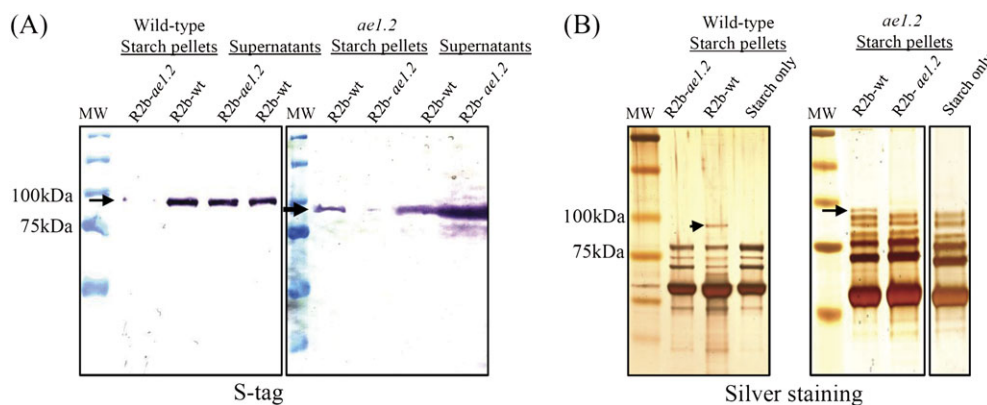 (A)
Wild-type
Starch pellets
Supernatants
ae1.2
Starch pellets
Supernatants
MW
R2b-ae1.2
R2b-wt
R2b-ae1.2
R2b-wt
MW
R2b-wt
R2b- ae1.2
R2b-wt
R2b- ae1.2
100kDa
75kDa
S-tag
(B)
Wild-type
Starch pellets
ae1.2
Starch pellets
MW
R2b-ae1.2
R2b-wt
Starch only
MW
R2b-wt
R2b- ae1.2
Starch only
100kDa
75kDa
Silver staining